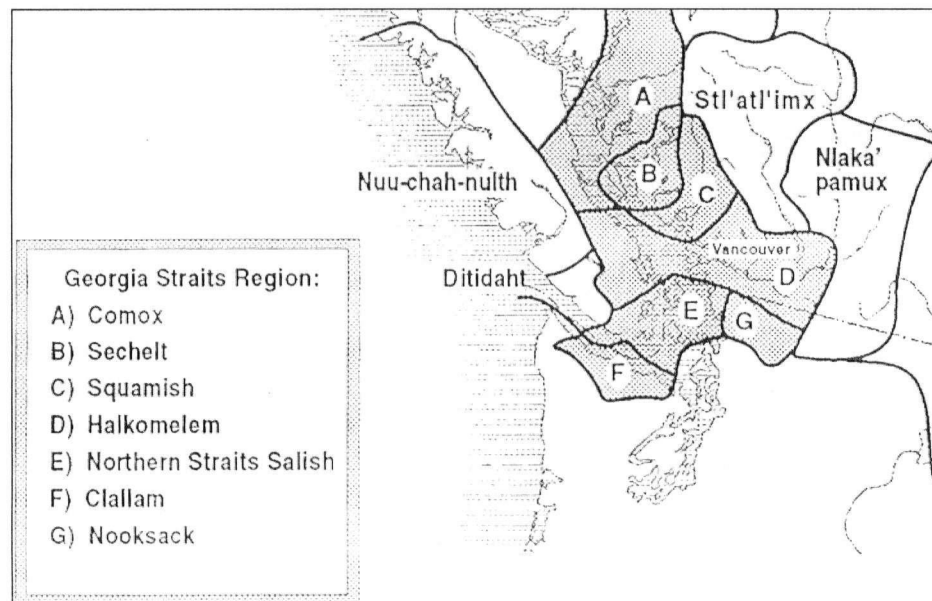 A
Stl'atl'imx
Nlaka'
pamux
B
Nuu-chah-nulth
C
Vancouver
D
Ditidaht
E
G
F
Georgia Straits Region:
A) Comox
B) Sechelt
C) Squamish
D) Halkomelem
E) Northern Straits Salish
F) Clallam
G) Nooksack